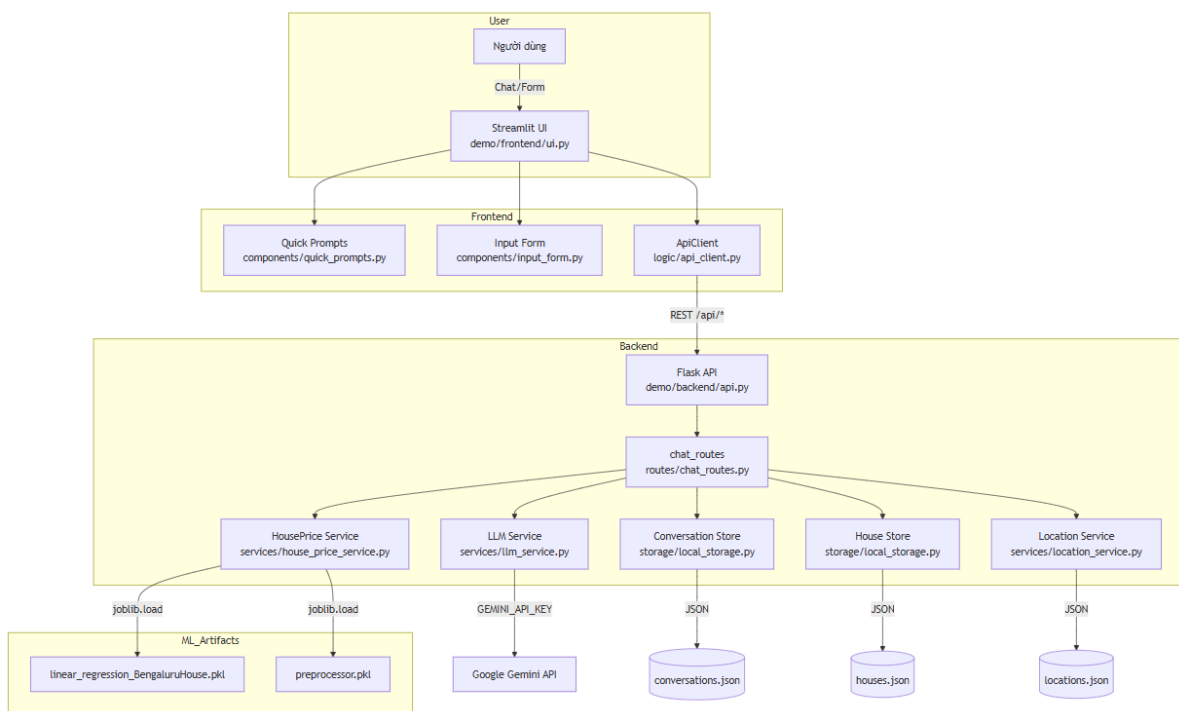 User
Người dùng
Chat/Form
Streamlit UI
demo/frontend/ui.py
Frontend
Quick Prompts
components/quick_prompts.py
Input Form
components/input_form.py
ApiClient
logic/api_client.py
REST /api/*
Backend
Flask API
demo/backend/api.py
chat_routes
routes/chat_routes.py
HousePrice Service
services/house_price_service.py
LLM Service
services/llm_service.py
Conversation Store
storage/local_storage.py
House Store
storage/local_storage.py
Location Service
services/location_service.py
joblib.load
joblib.load
GEMINI_API_KEY
JSON
JSON
JSON
ML_Artifacts
linear_regression_BengaluruHouse.pkl
preprocessor.pkl
Google Gemini API
conversations.json
houses.json
locations.json